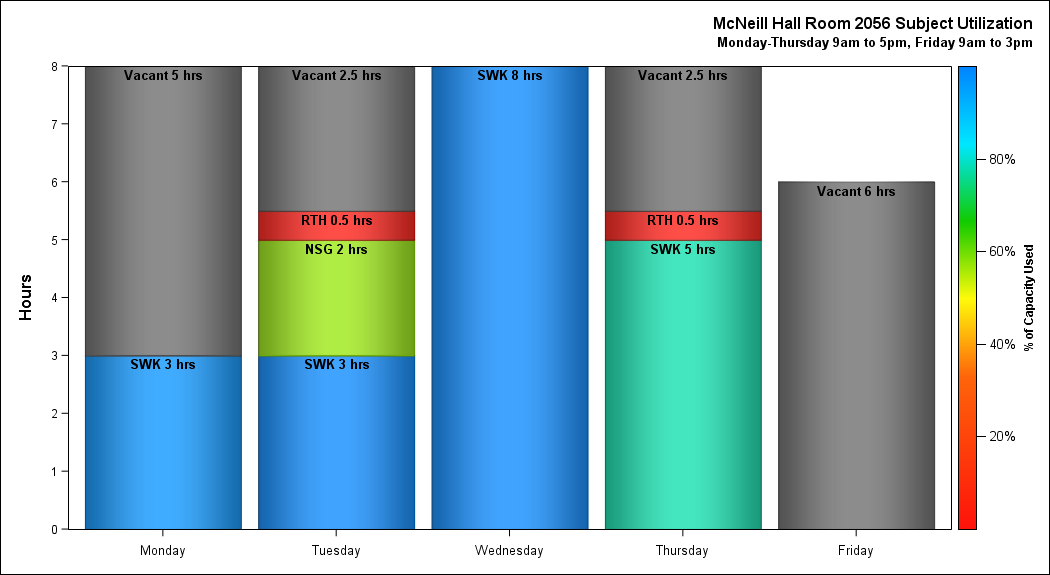 McNeill Hall Room 2056 Subject Utilization
Monday-Thursday 9am to 5pm, Friday 9am to 3pm
Hours
8
7
6
5
4
3
2
1
0
Vacant 5 hrs
SWK 3 hrs
Vacant 2.5 hrs
RTH 0.5 hrs
NSG 2 hrs
SWK 3 hrs
SWK 8 hrs
Vacant 2.5 hrs
RTH 0.5 hrs
SWK 5 hrs
Vacant 6 hrs
Monday
Tuesday
Wednesday
Thursday
Friday
80%
60%
40%
20%
% of Capacity Used